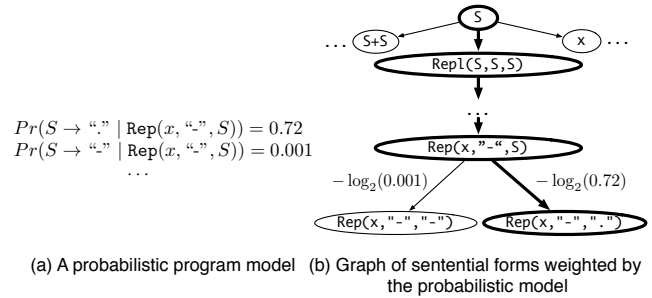 S
... S+S
x ...
Repl(S,S,S)
...
Rep(x,”-“,S)
Pr(S → “.” | Rep(x, “-”, S)) = 0.72
Pr(S → “-” | Rep(x, “-”, S)) = 0.001
...
− log₂(0.001)
− log₂(0.72)
Rep(x,"-","-")
Rep(x,"-",".")
(a) A probabilistic program model
(b) Graph of sentential forms weighted by
the probabilistic model